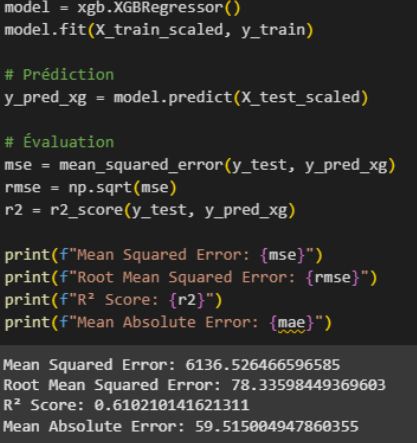 model = xgb.XGBRegressor()
model.fit(X_train_scaled, y_train)
# Prédiction
y_pred_xg = model.predict(X_test_scaled)
# Évaluation
mse = mean_squared_error(y_test, y_pred_xg)
rmse = np.sqrt(mse)
r2 = r2_score(y_test, y_pred_xg)
print(f"Mean Squared Error: {mse}")
print(f"Root Mean Squared Error: {rmse}")
print(f"R² Score: {r2}")
print(f"Mean Absolute Error: {mae}")
Mean Squared Error: 6136.526466596585
Root Mean Squared Error: 78.33598449369603
R² Score: 0.610210141621311
Mean Absolute Error: 59.515004947860355